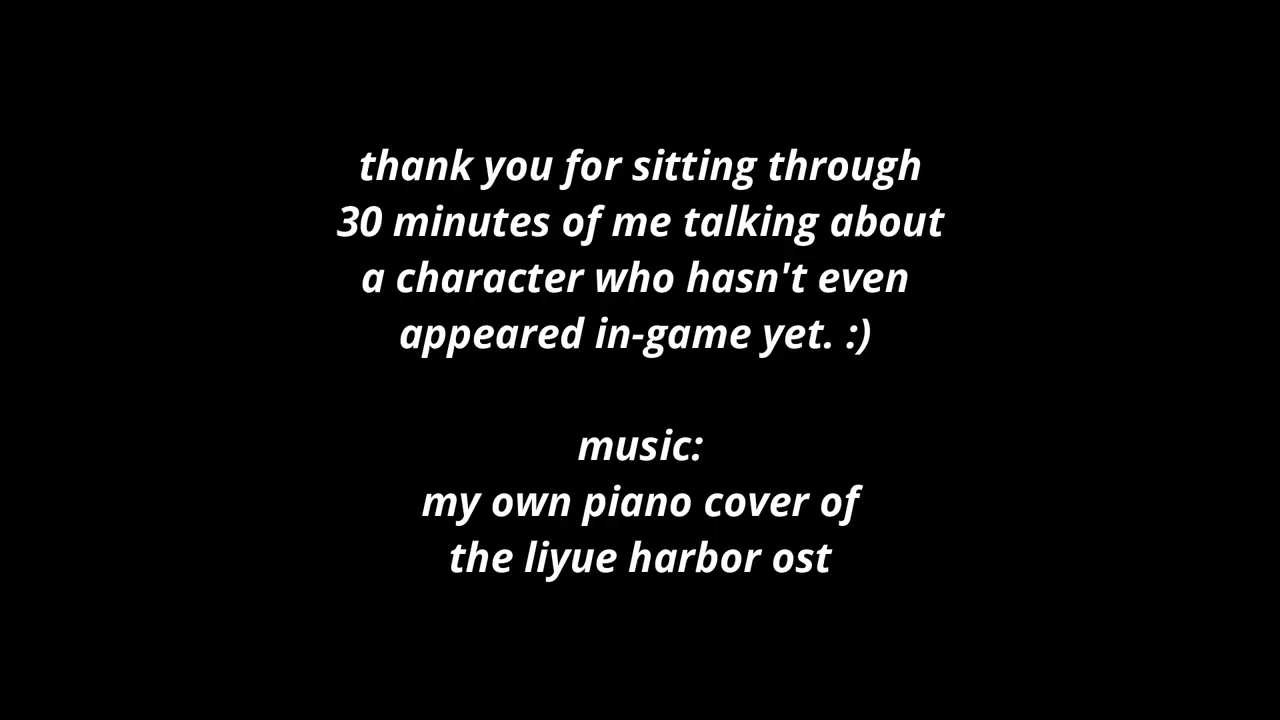 thank you for sitting through
30 minutes of me talking about
a character who hasn't even
appeared in-game yet. :)
music:
my own piano cover of
the liyue harbor ost